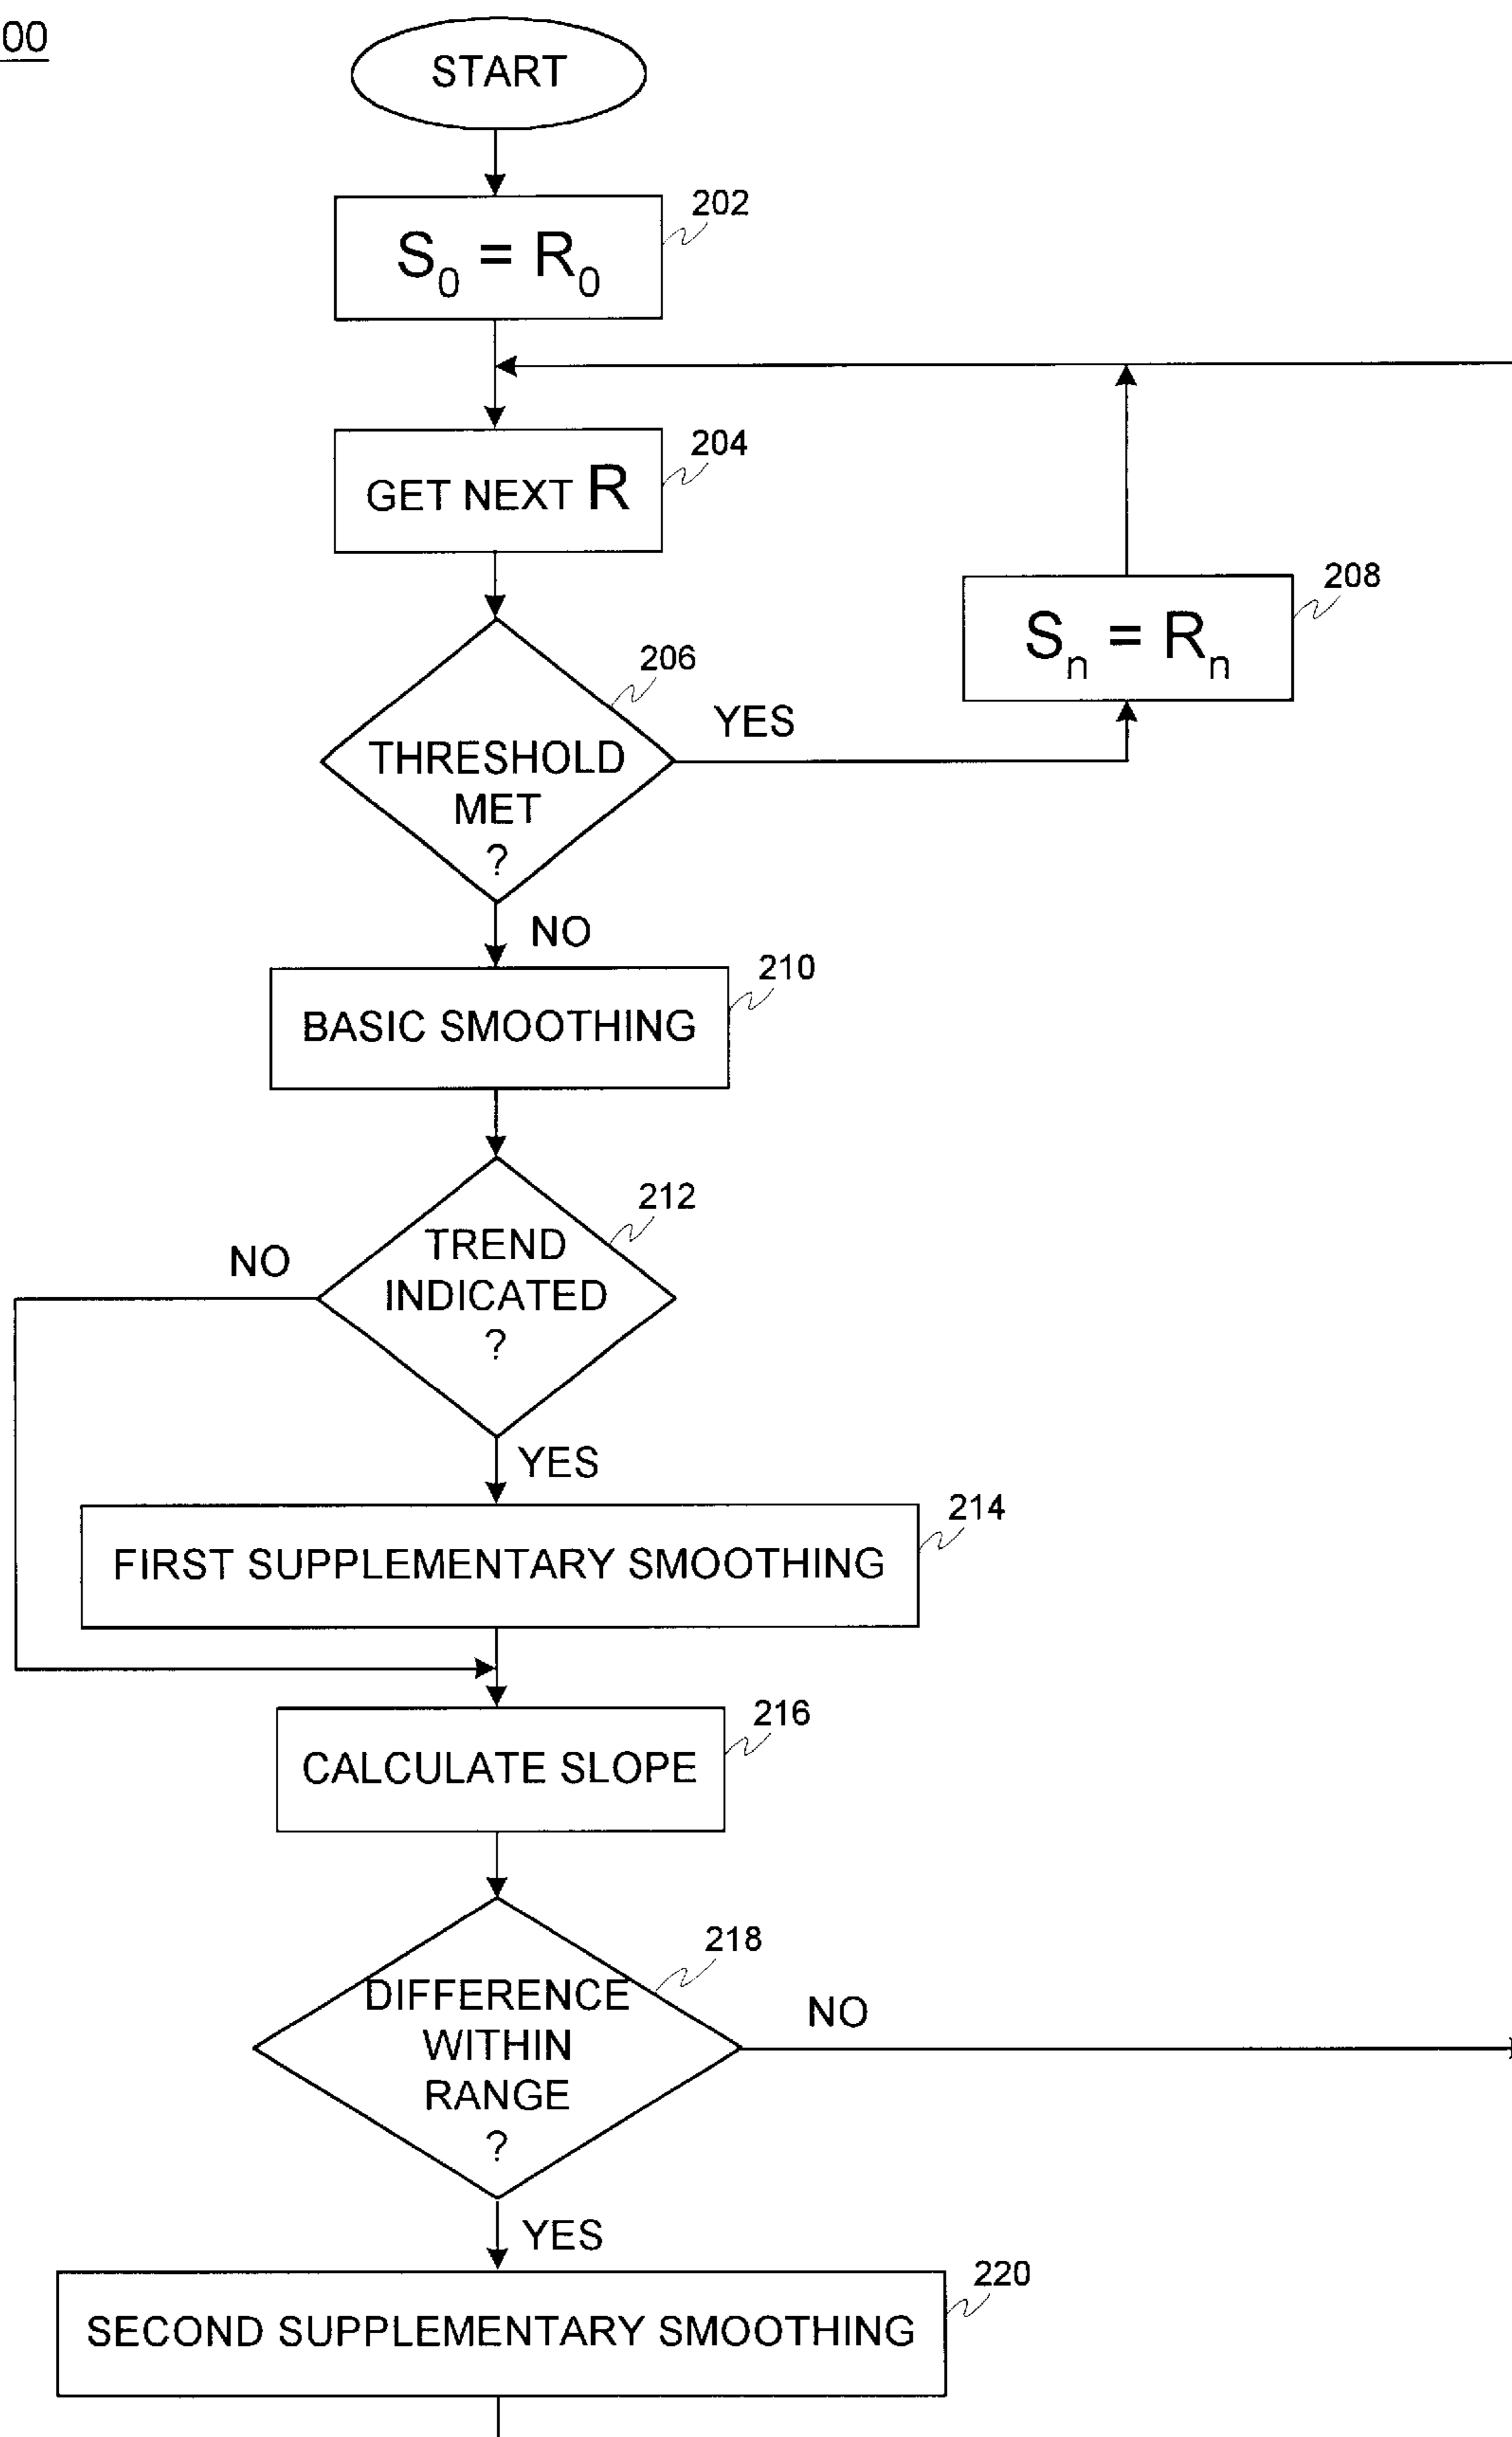 00
START
202
S₀ = R₀
204
GET NEXT R
208
Sₙ = Rₙ
206
YES
THRESHOLD
MET
?
NO
210
BASIC SMOOTHING
212
NO
TREND
INDICATED
?
YES
214
FIRST SUPPLEMENTARY SMOOTHING
216
CALCULATE SLOPE
218
DIFFERENCE
WITHIN
RANGE
?
NO
YES
220
SECOND SUPPLEMENTARY SMOOTHING